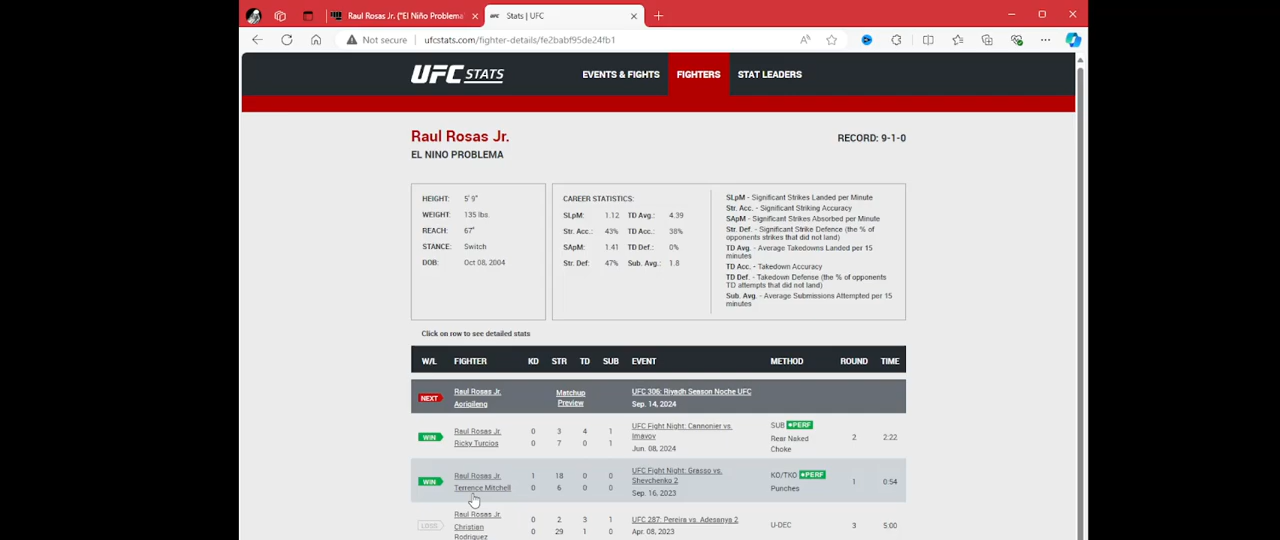 Raul Rosas Jr. ("El Niño Problema"
Stats | UFC
Not secure
ufcstats.com/fighter-details/fe2babf95de24fb1
UFC STATS
EVENTS & FIGHTS
FIGHTERS
STAT LEADERS
Raul Rosas Jr.
RECORD: 9-1-0
EL NINO PROBLEMA
HEIGHT: 5' 9"
WEIGHT: 135 lbs.
REACH: 67"
STANCE: Switch
DOB: Oct 08, 2004
CAREER STATISTICS:
SLpM: 1.12 TD Avg.: 4.39
Str. Acc.: 43% TD Acc.: 38%
SApM: 1.41 TD Def.: 0%
Str. Def: 47% Sub. Avg.: 1.8
SLpM - Significant Strikes Landed per Minute
Str. Acc. - Significant Striking Accuracy
SApM - Significant Strikes Absorbed per Minute
Str. Def. - Significant Strike Defence (the % of
opponents strikes that did not land)
TD Avg. - Average Takedowns Landed per 15
minutes
TD Acc. - Takedown Accuracy
TD Def. - Takedown Defense (the % of opponents
TD attempts that did not land)
Sub. Avg. - Average Submissions Attempted per 15
minutes
Click on row to see detailed stats
W/L FIGHTER KD STR TD SUB EVENT METHOD ROUND TIME
NEXT
Raul Rosas Jr.
Aoriqileng
Matchup
Preview
UFC 306: Riyadh Season Noche UFC
Sep. 14, 2024
WIN
Raul Rosas Jr. 0 3 4 1
Ricky Turcios 0 7 0 1
UFC Fight Night: Cannonier vs.
Imavov
Jun. 08, 2024
SUB PERF
Rear Naked
Choke
2 2:22
WIN
Raul Rosas Jr. 1 18 0 0
Terrence Mitchell 0 6 0 0
UFC Fight Night: Grasso vs.
Shevchenko 2
Sep. 16, 2023
KO/TKO PERF
Punches
1 0:54
LOSS
Raul Rosas Jr. 0 2 3 1
Christian
Rodriguez 0 29 1 0
UFC 287: Pereira vs. Adesanya 2
Apr. 08, 2023
U-DEC
3 5:00